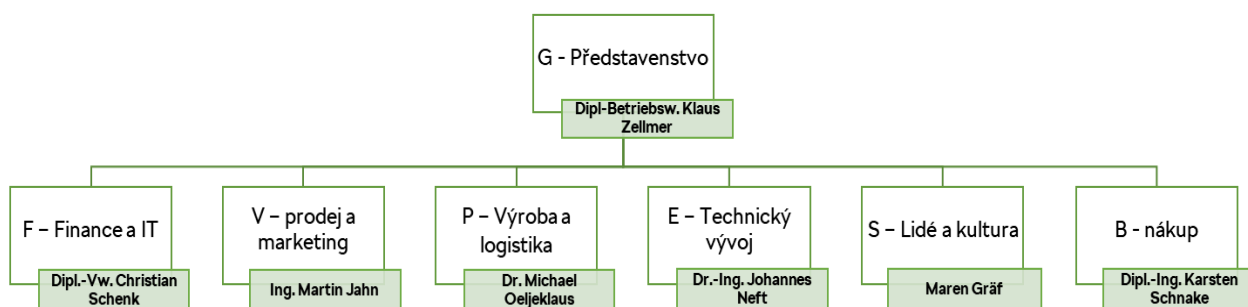 G - Představenstvo
Dipl-Betriebsw. Klaus
Zellmer
F – Finance a IT
Dipl.-Vw. Christian
Schenk
V – prodej a
marketing
Ing. Martin Jahn
P – Výroba a
logistika
Dr. Michael
Oeljeklaus
E – Technický
vývoj
Dr.-Ing. Johannes
Neft
S – Lidé a kultura
Maren Gräf
B - nákup
Dipl.-Ing. Karsten
Schnake